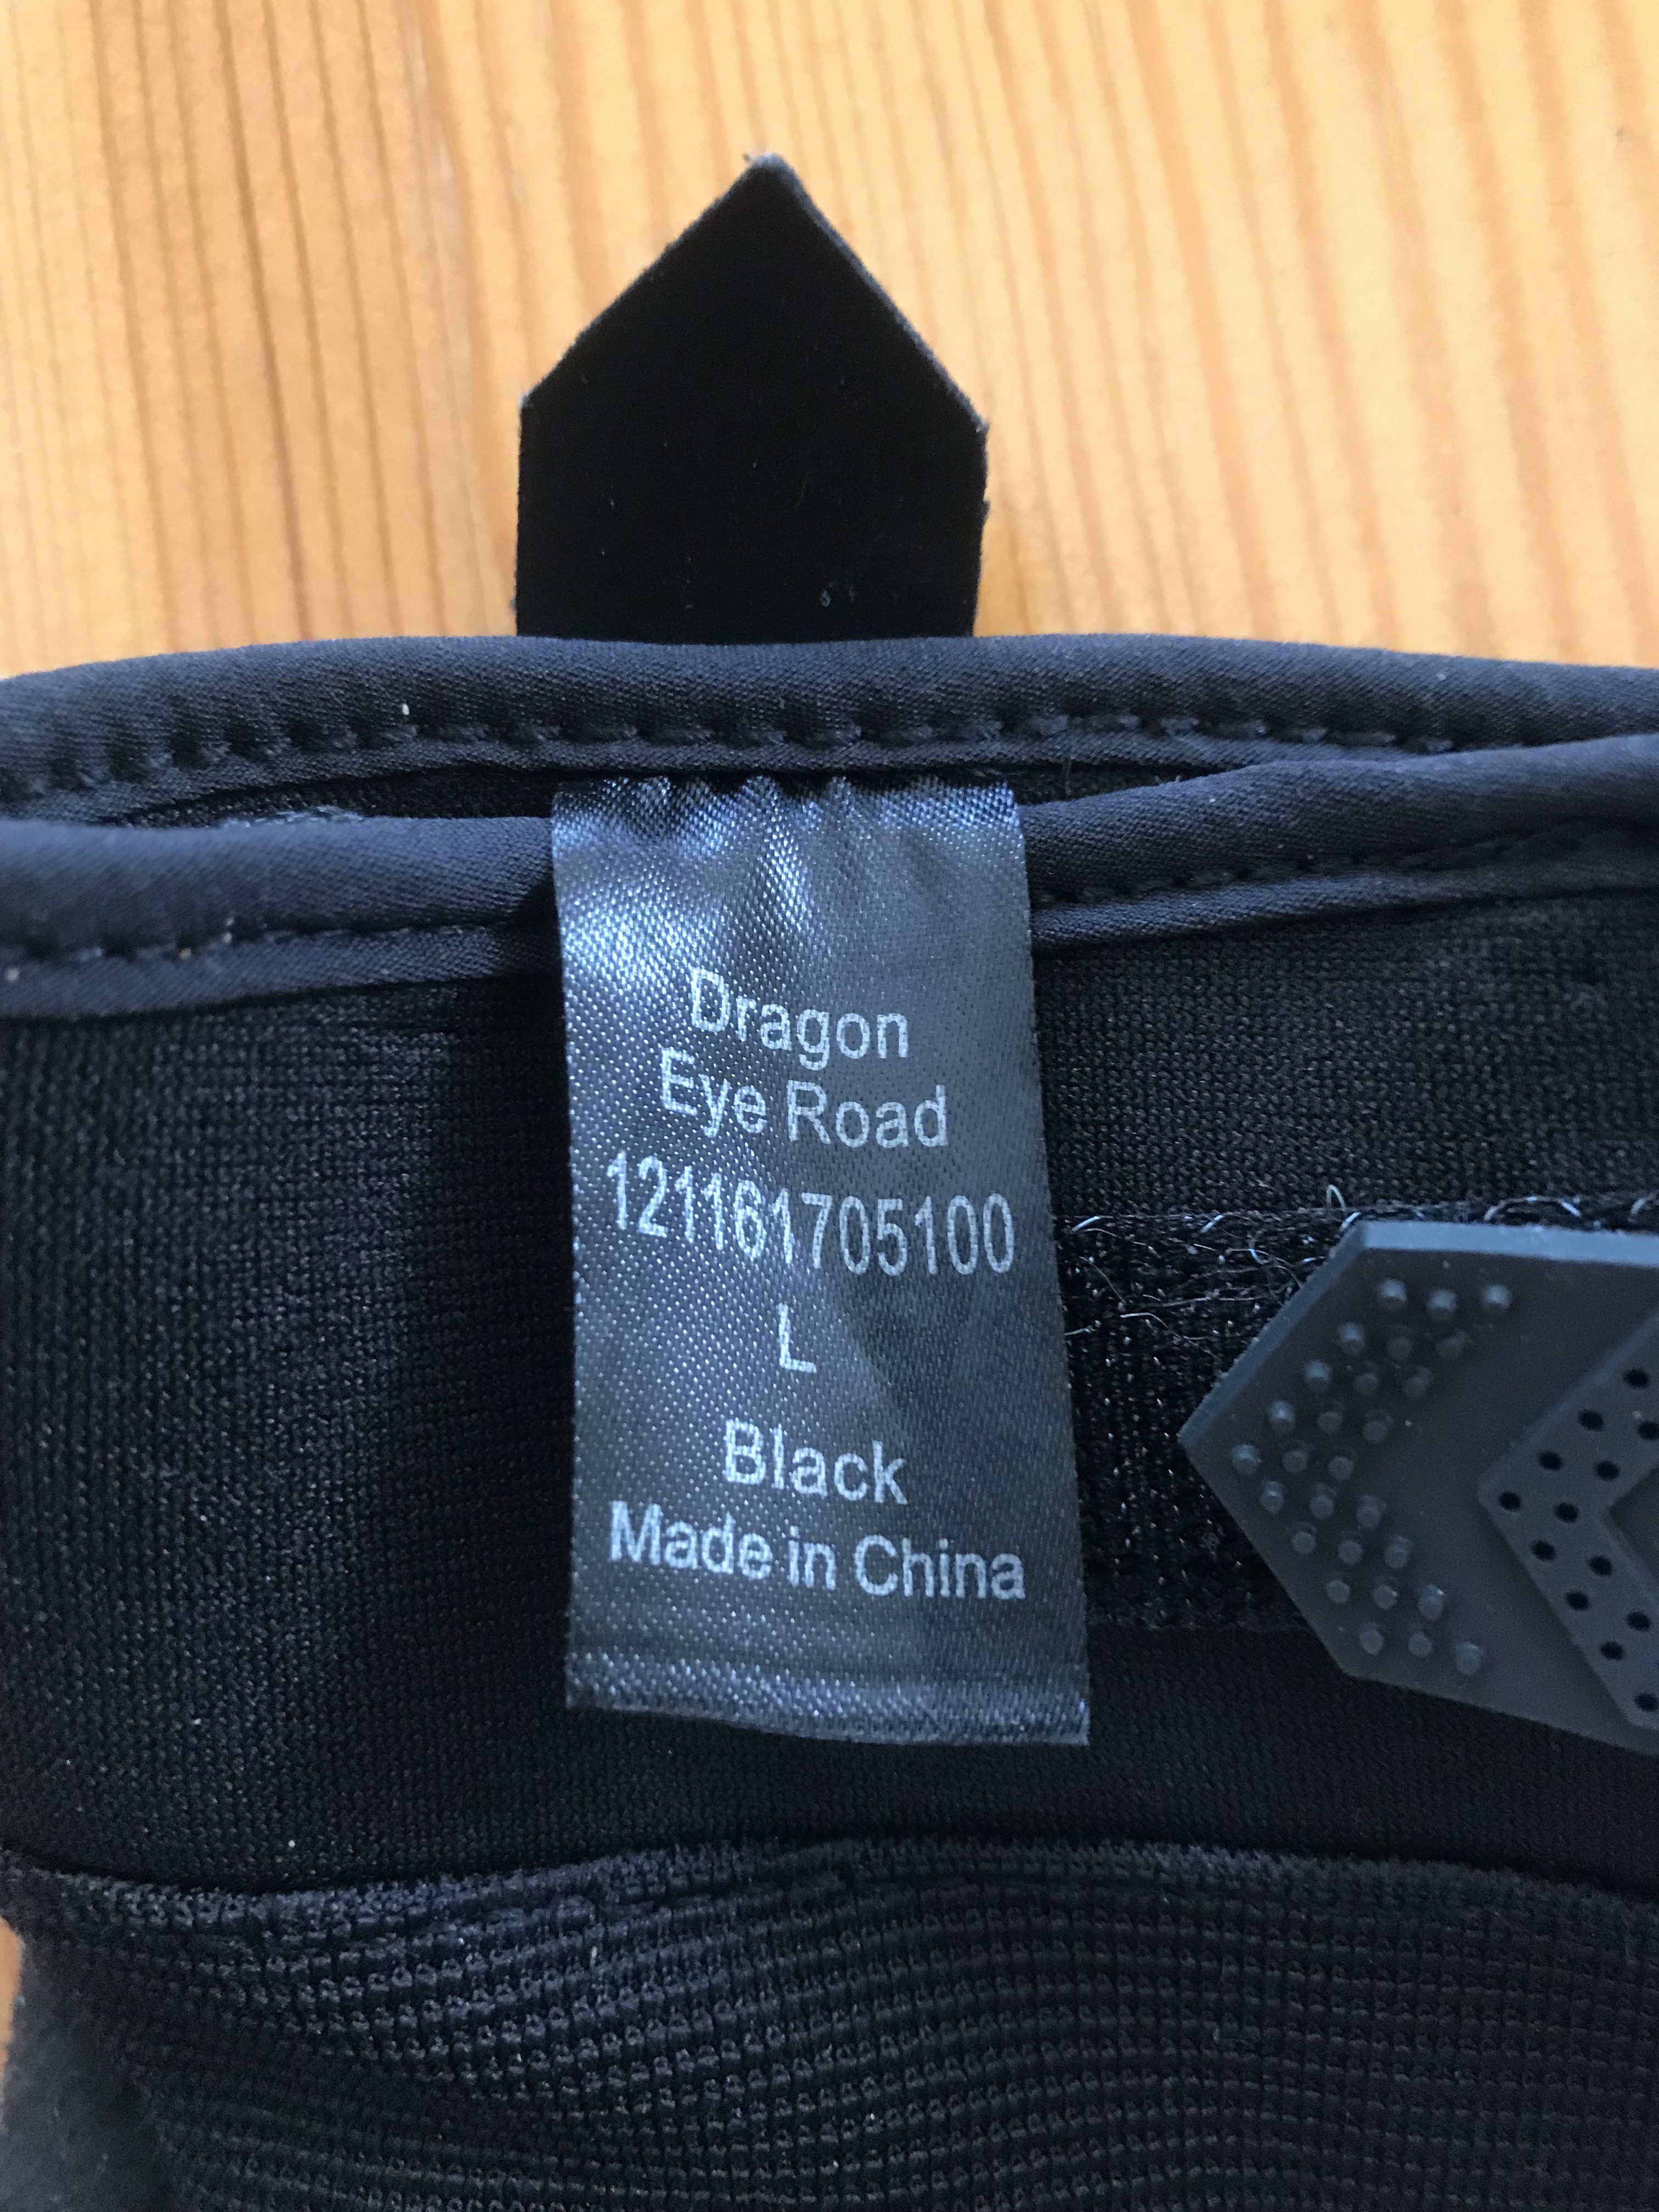 Dragon
Eye Road
121161705100
L
Black
Made in China